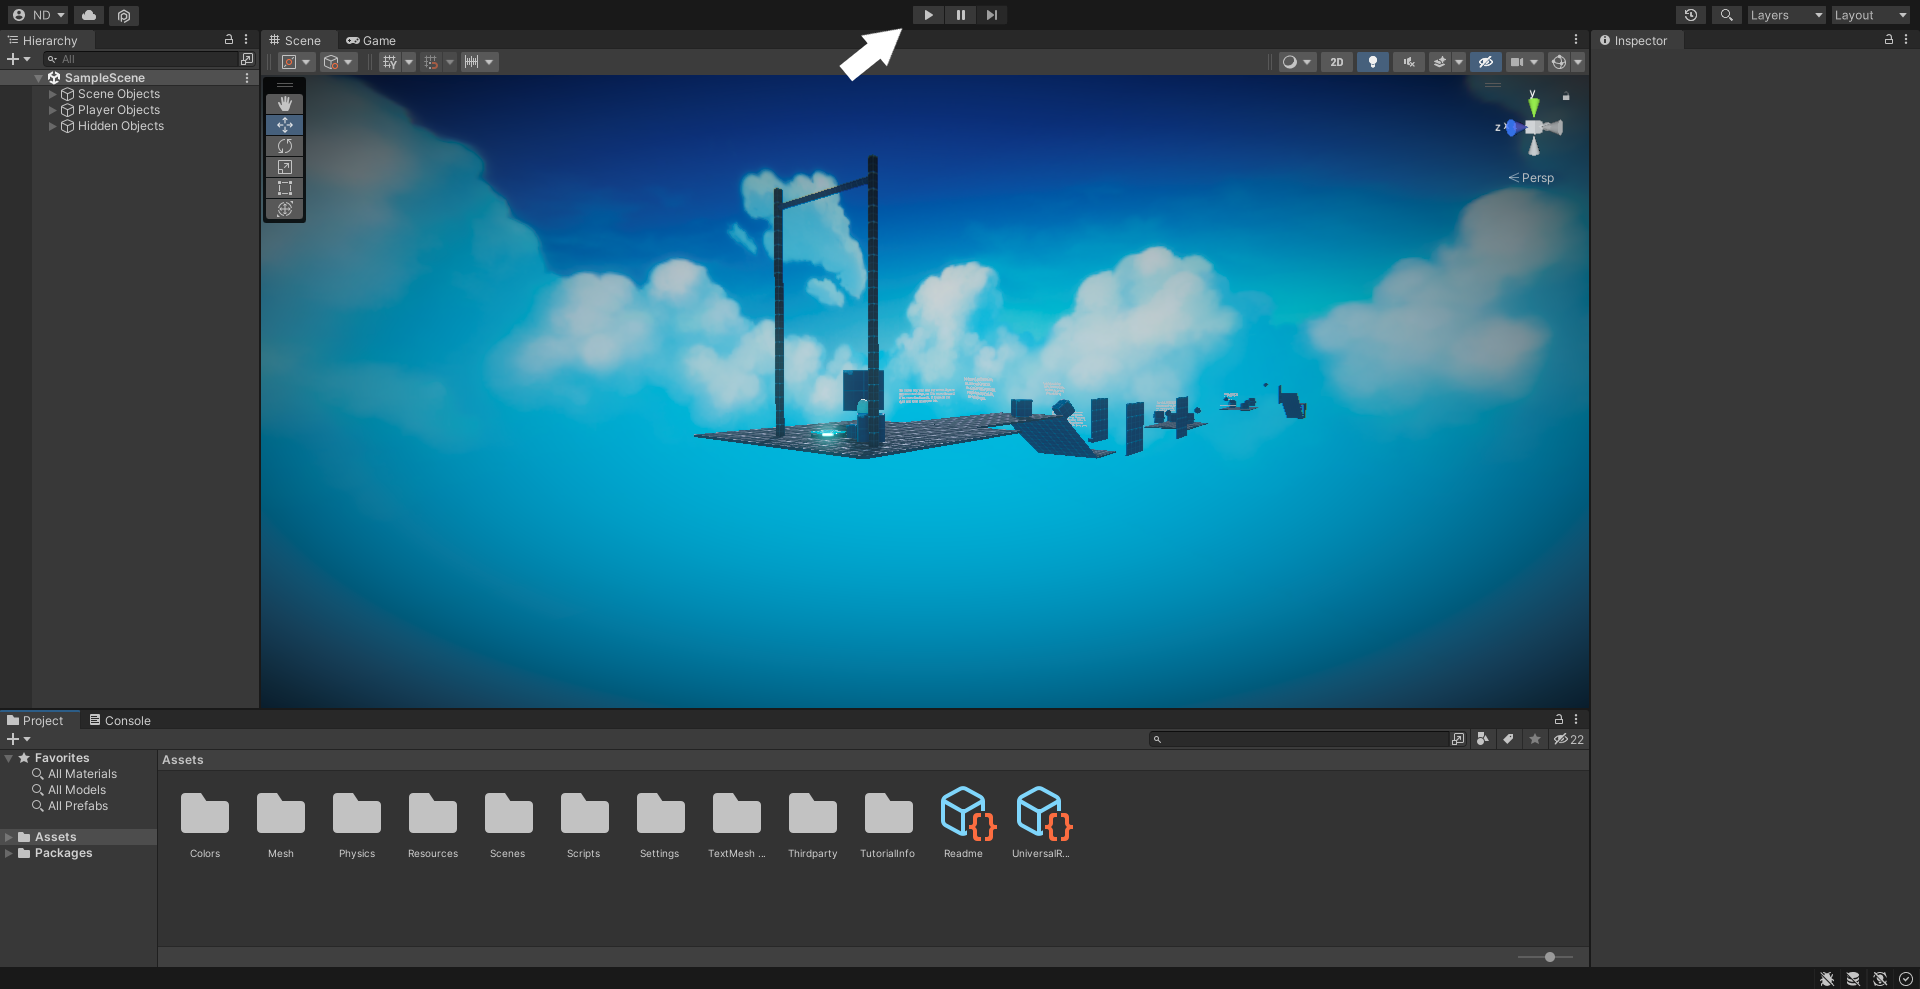 ND
Layers
Layout
Hierarchy
Scene
Game
Inspector
All
2D
SampleScene
Scene Objects
Player Objects
Hidden Objects
y
z x
Persp
Project
Console
22
Favorites
All Materials
All Models
All Prefabs
Assets
Packages
Assets
Colors
Mesh
Physics
Resources
Scenes
Scripts
Settings
TextMesh ...
Thirdparty
TutorialInfo
Readme
UniversalR...